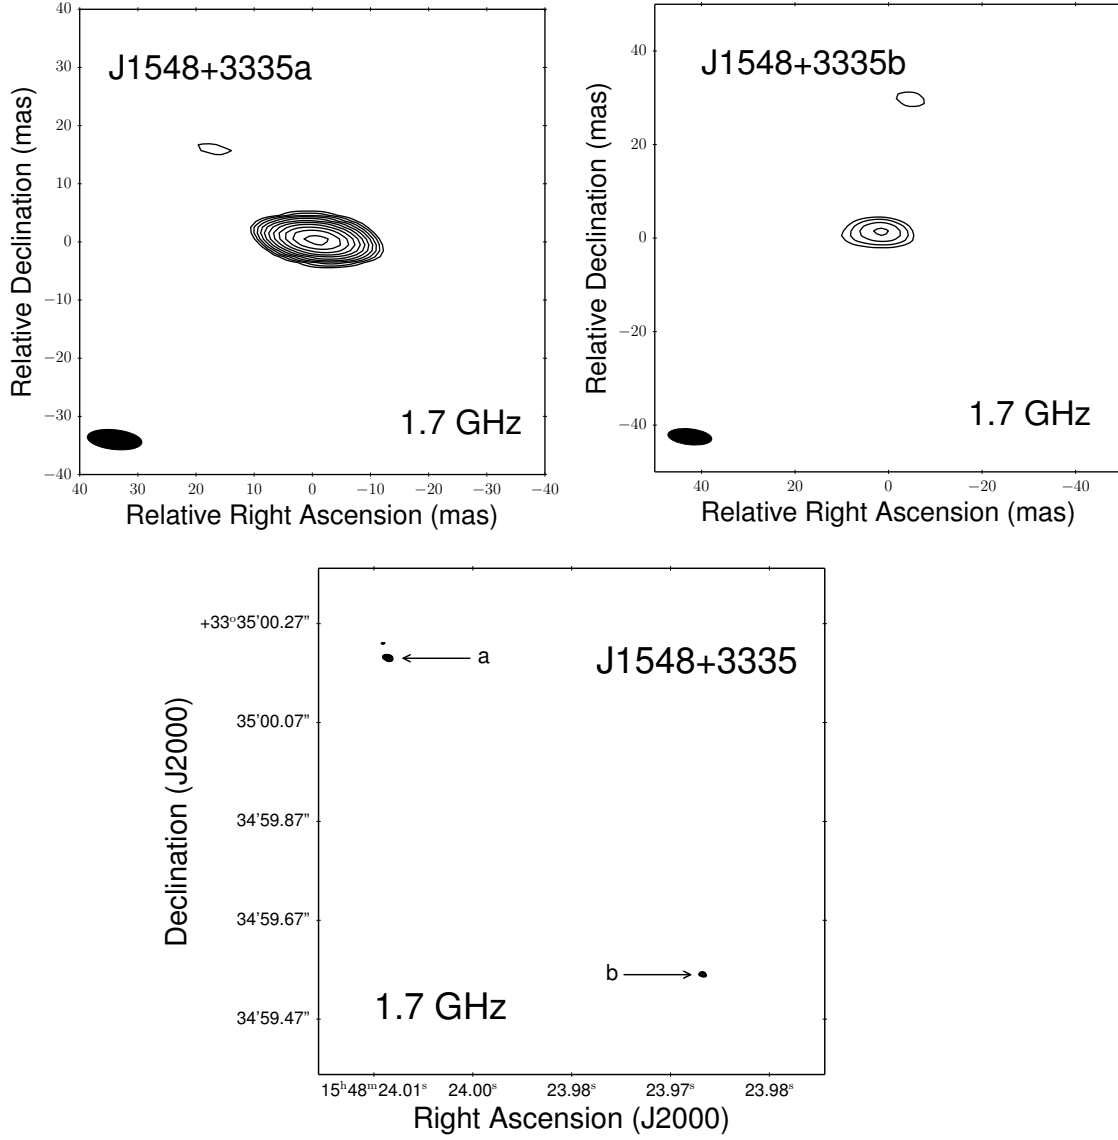 J1548+3335a
1.7 GHz
40
30
20
10
0
−10
−20
−30
−40
40 30 20 10 0 −10 −20 −30 −40
Relative Declination (mas)
Relative Right Ascension (mas)
J1548+3335b
1.7 GHz
40
20
0
−20
−40
40 20 0 −20 −40
Relative Declination (mas)
Relative Right Ascension (mas)
J1548+3335
a
b
1.7 GHz
+33°35'00.27"
35'00.07"
34'59.87"
34'59.67"
34'59.47"
15ʰ48ᵐ24.01ˢ 24.00ˢ 23.98ˢ 23.97ˢ 23.98ˢ
Declination (J2000)
Right Ascension (J2000)